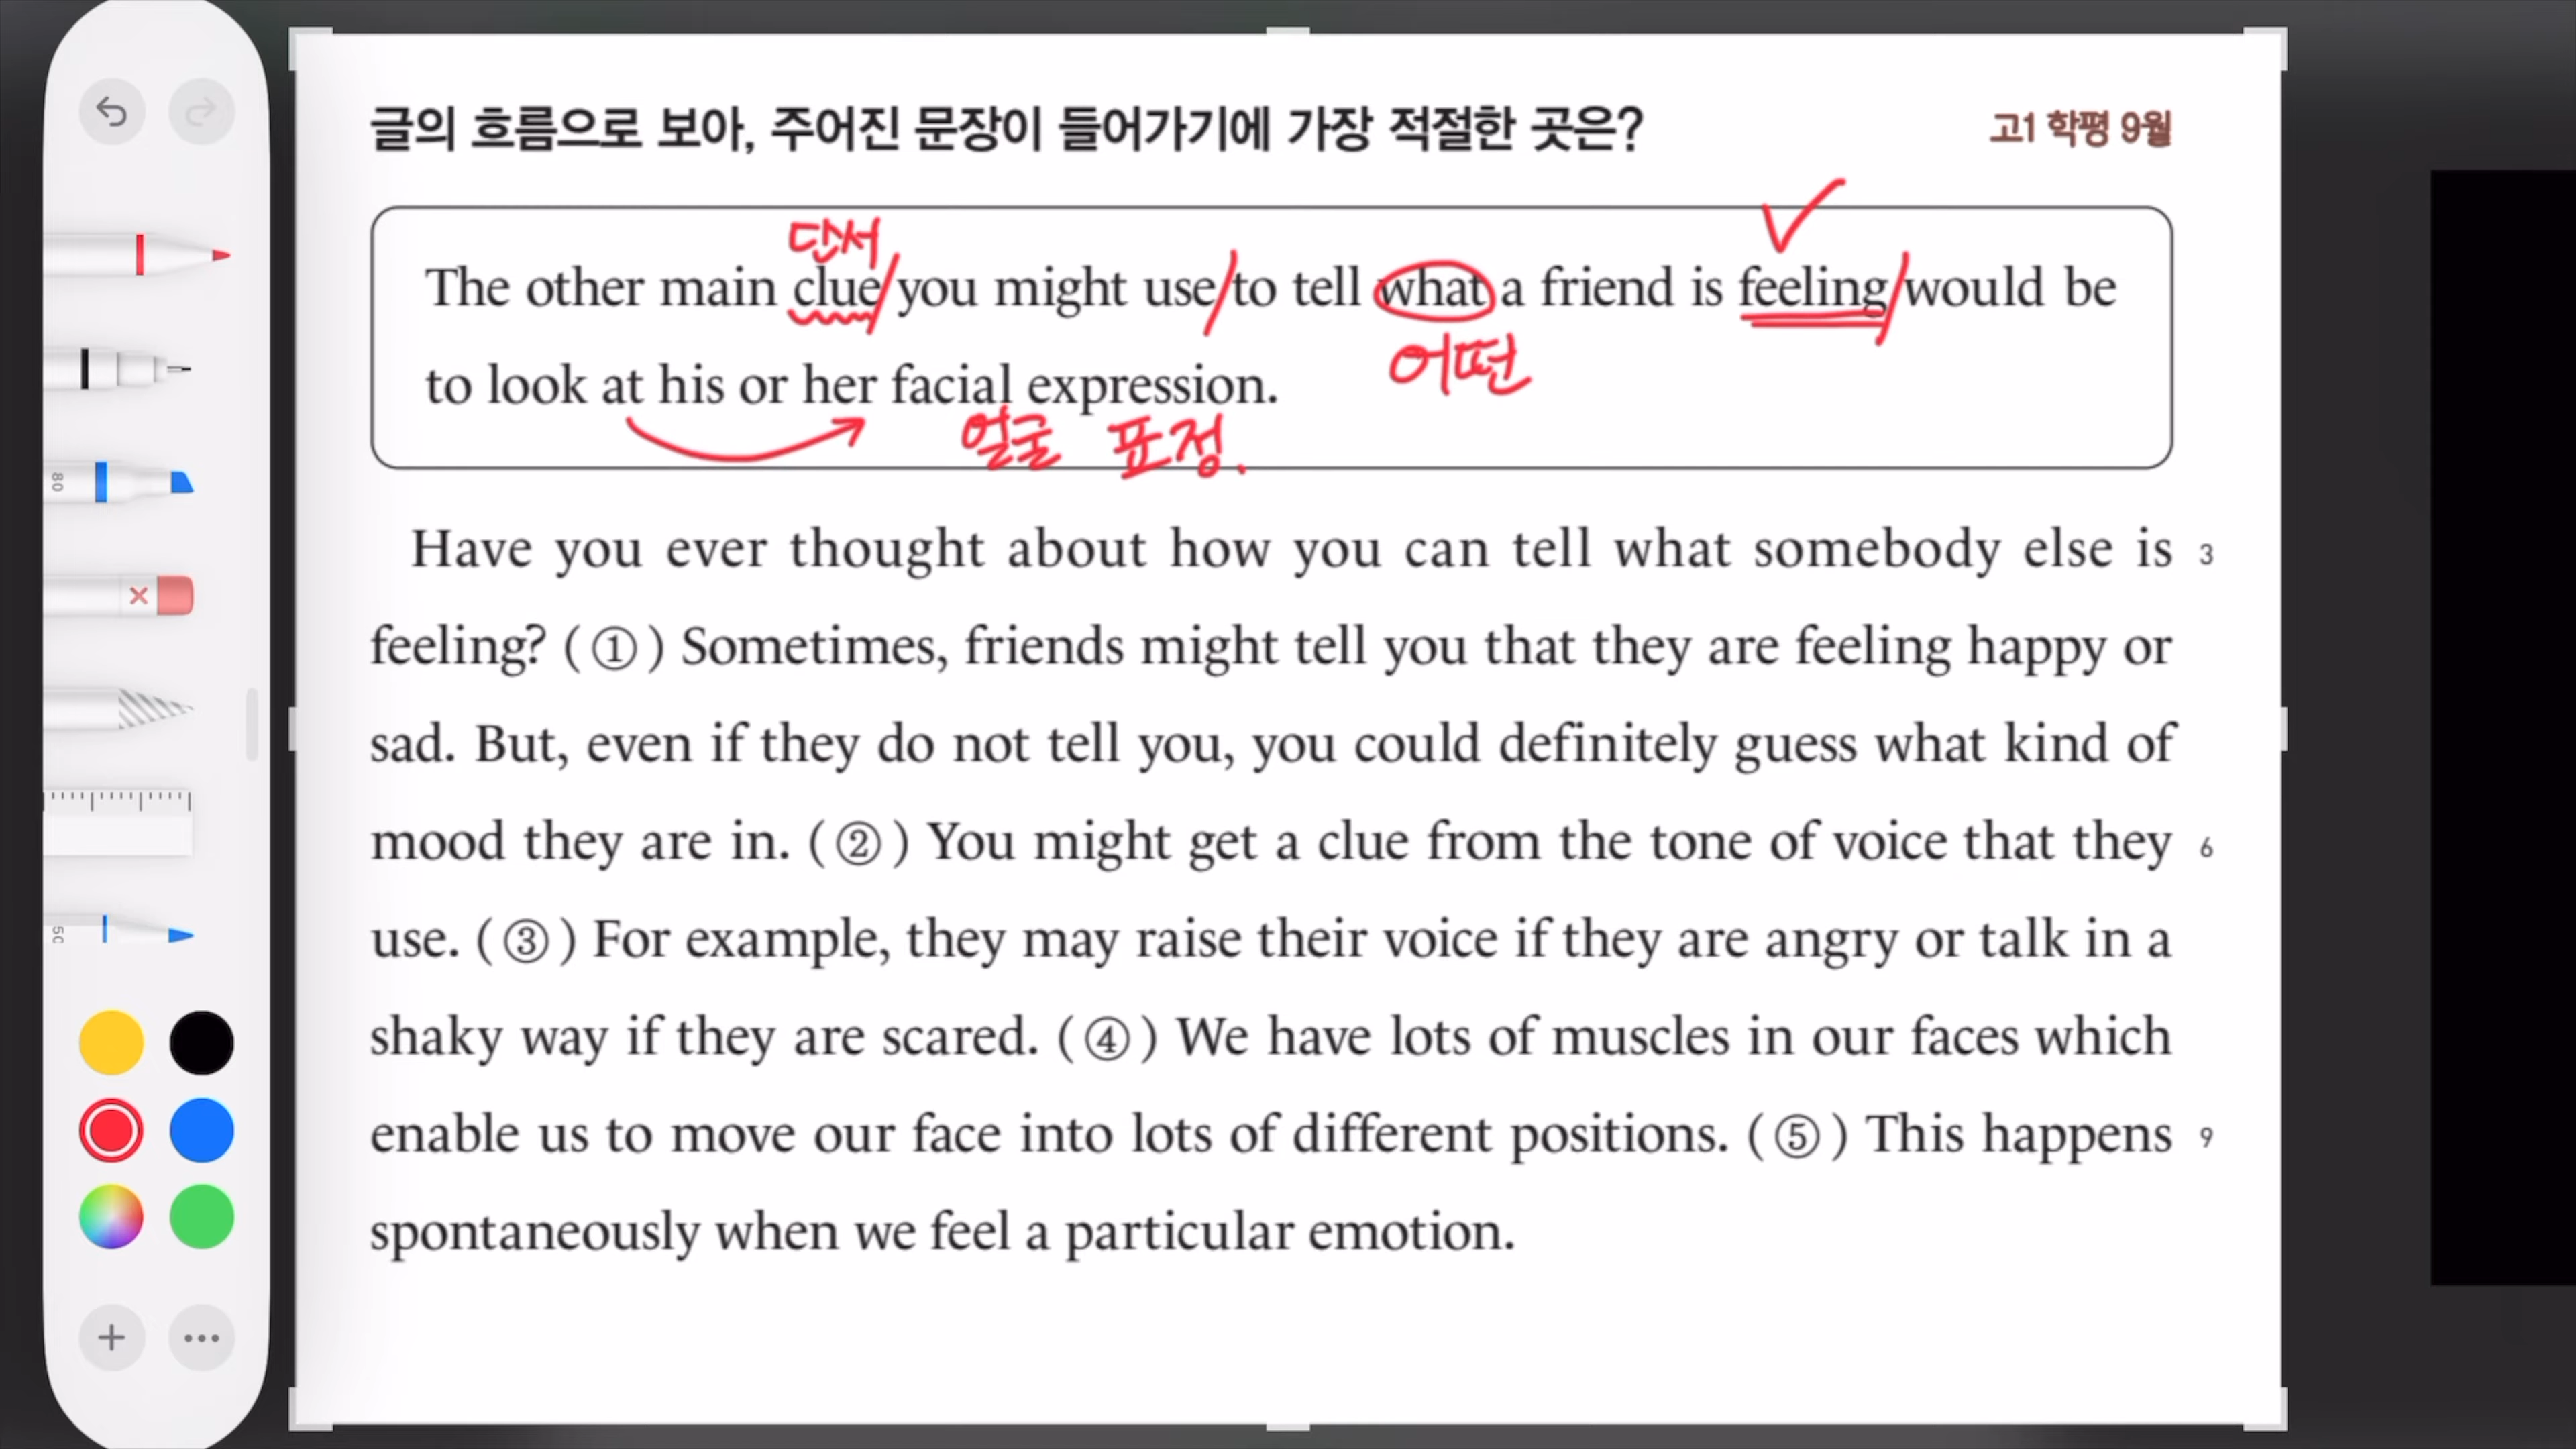 글의 흐름으로 보아, 주어진 문장이 들어가기에 가장 적절한 곳은?
고1 학평 9월
단서
The other main clue you might use to tell what a friend is feeling would be
어떤
to look at his or her facial expression.
얼굴 표정.
Have you ever thought about how you can tell what somebody else is 3
feeling? ( ① ) Sometimes, friends might tell you that they are feeling happy or
sad. But, even if they do not tell you, you could definitely guess what kind of
mood they are in. ( ② ) You might get a clue from the tone of voice that they 6
use. ( ③ ) For example, they may raise their voice if they are angry or talk in a
shaky way if they are scared. ( ④ ) We have lots of muscles in our faces which
enable us to move our face into lots of different positions. ( ⑤ ) This happens 9
spontaneously when we feel a particular emotion.
80
50